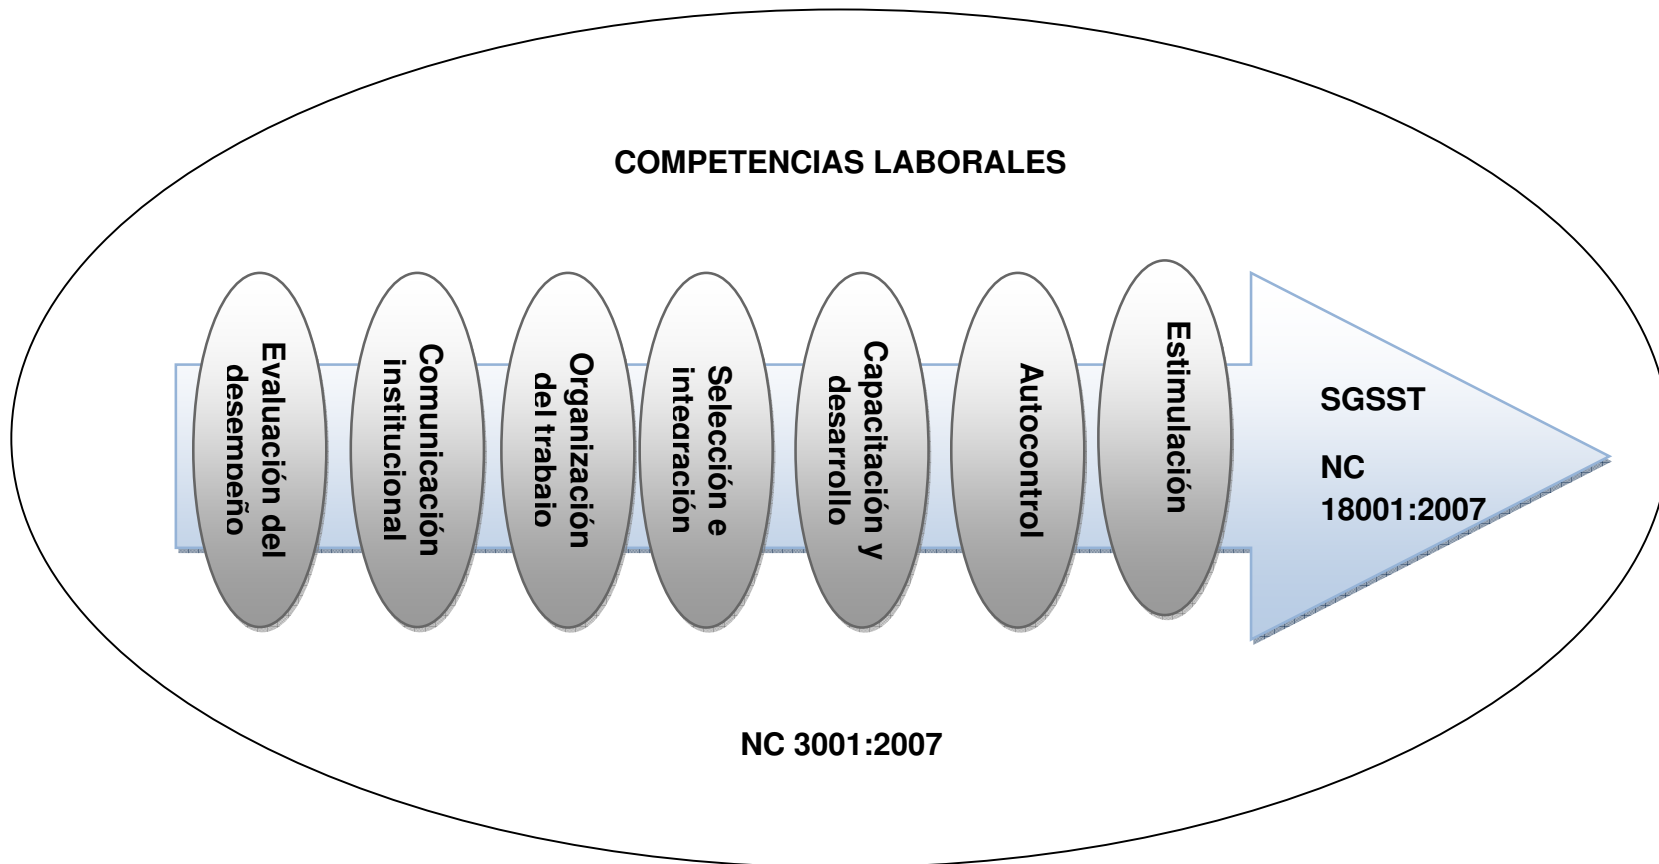 COMPETENCIAS LABORALES
Evaluación del
desempeño
Comunicación
institucional
Organización
del trabajo
Selección e
integración
Capacitación y
desarrollo
Autocontrol
Estimulación
SGSST
NC
18001:2007
NC 3001:2007